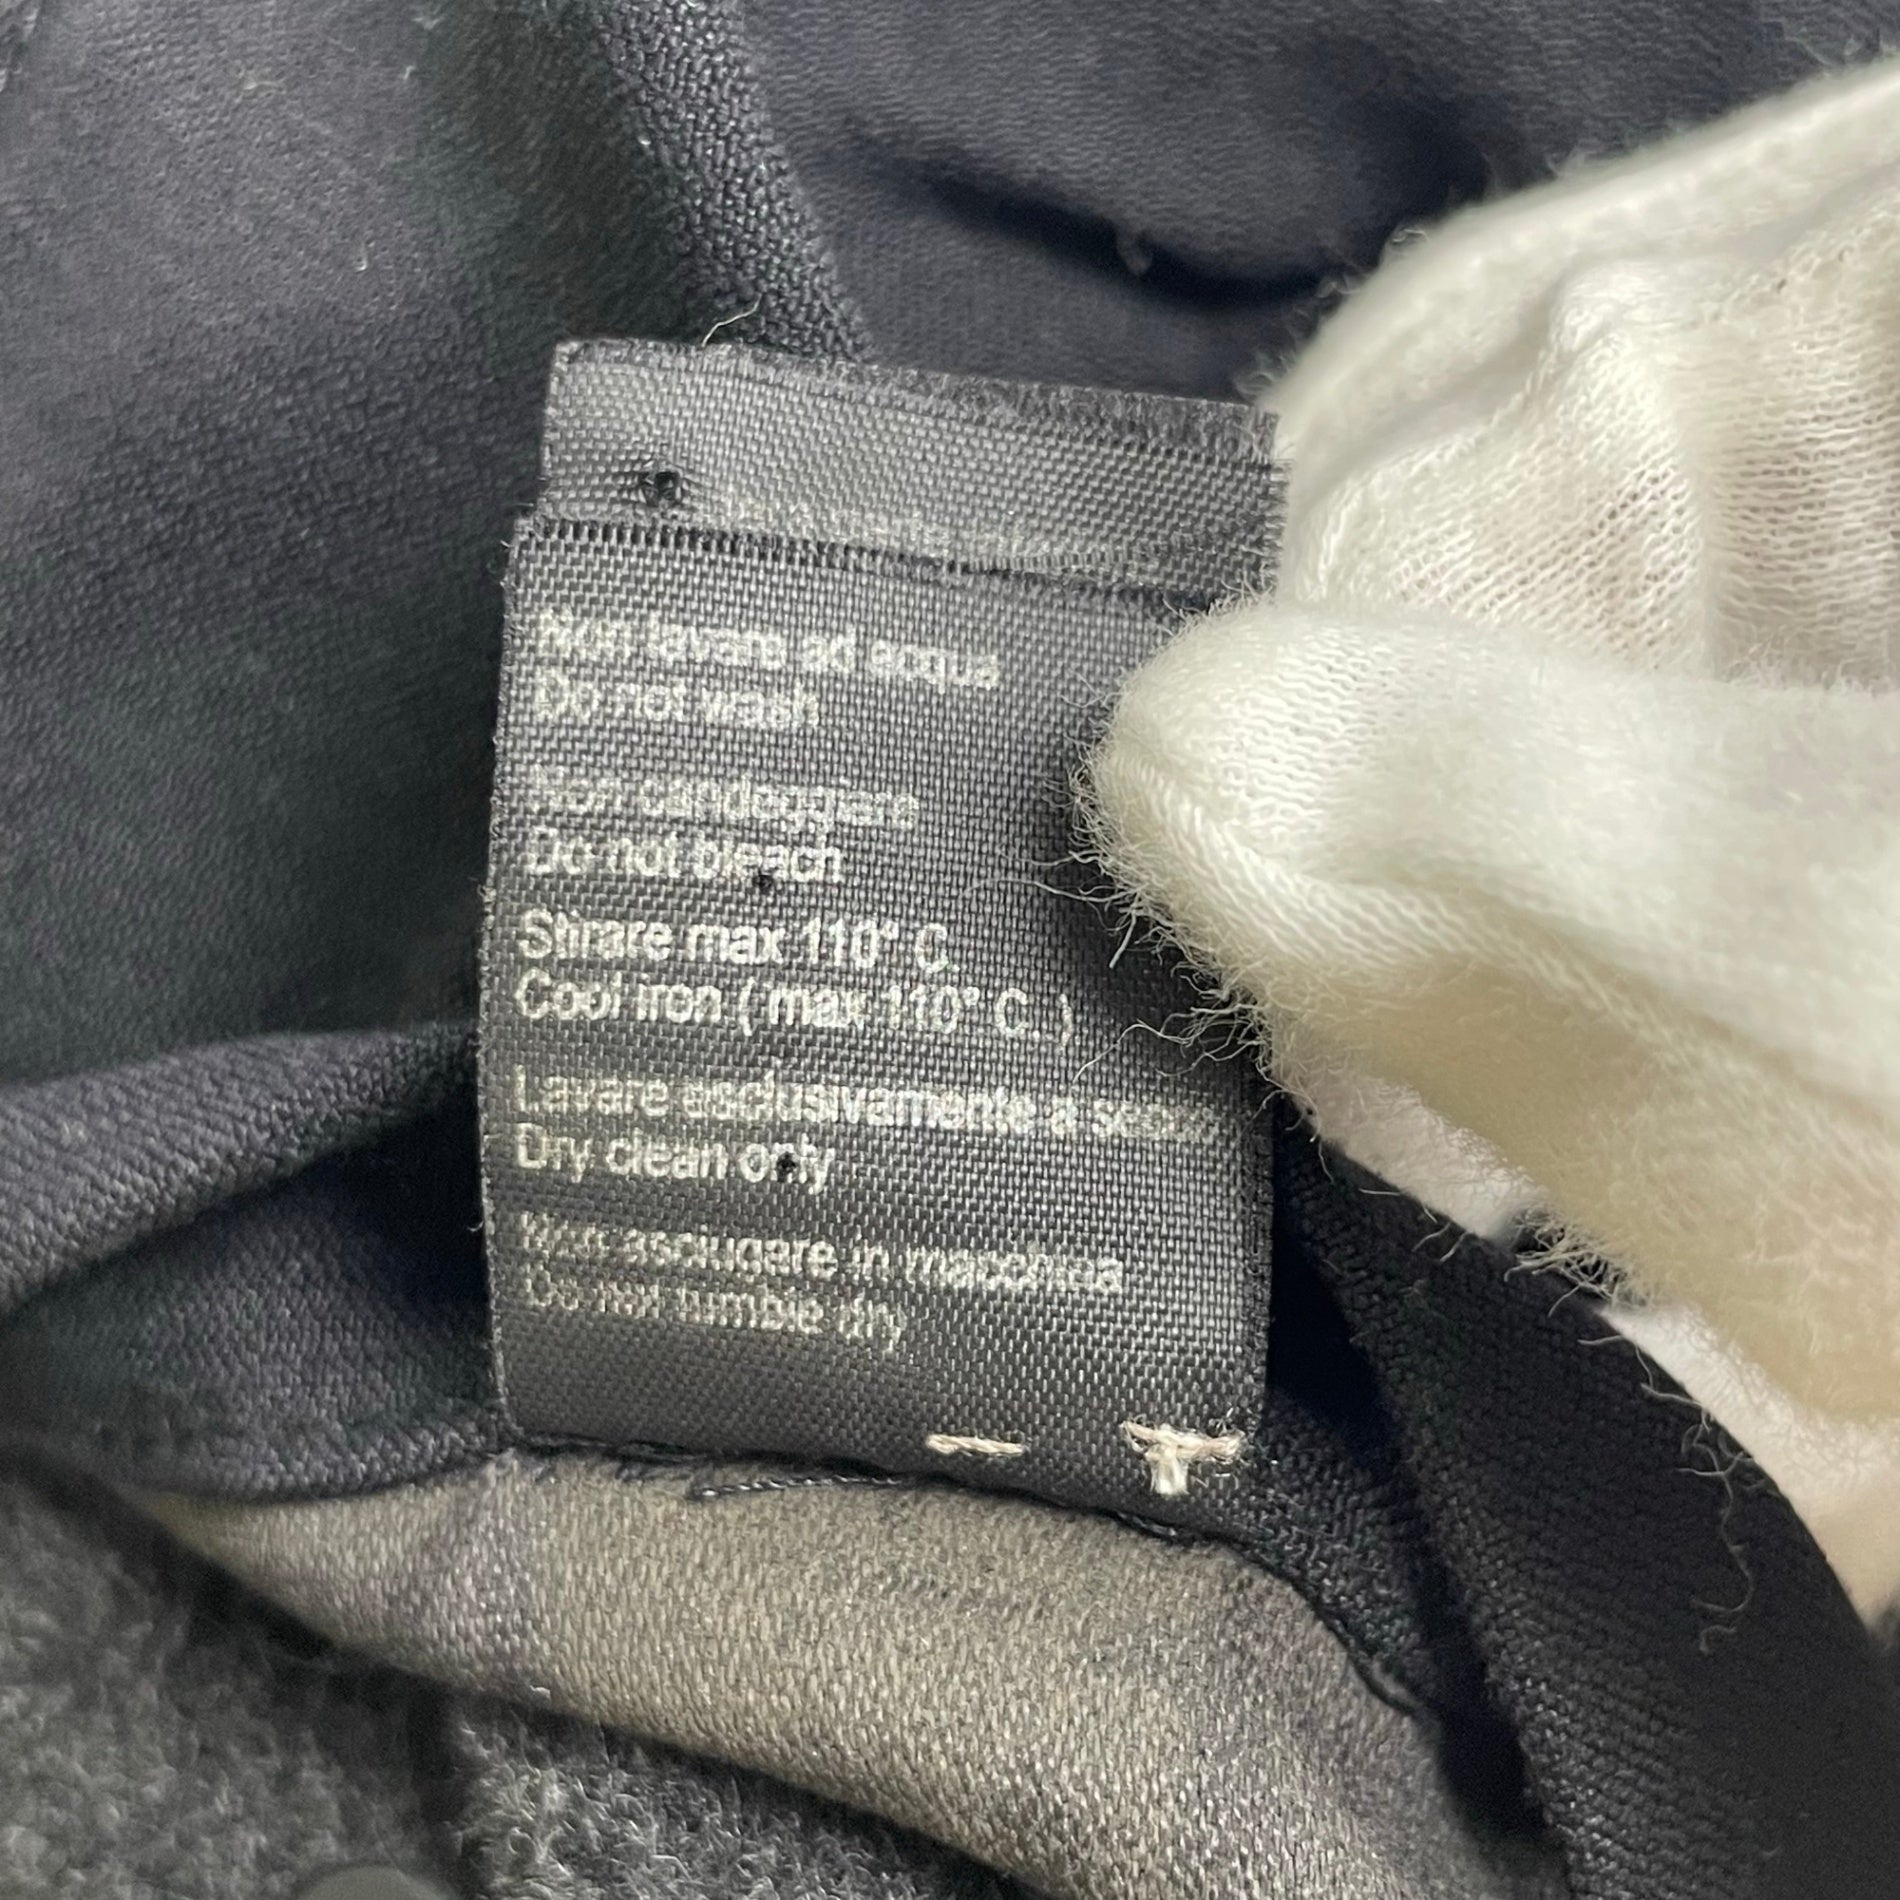 Non lavare ad acqua
Do not wash
Non candeggiare
Do not bleach
Stirare max 110° C.
Cool iron ( max 110° C. )
Lavare esclusivamente a secco
Dry clean only
Non asciugare in macchina
Do not tumble dry